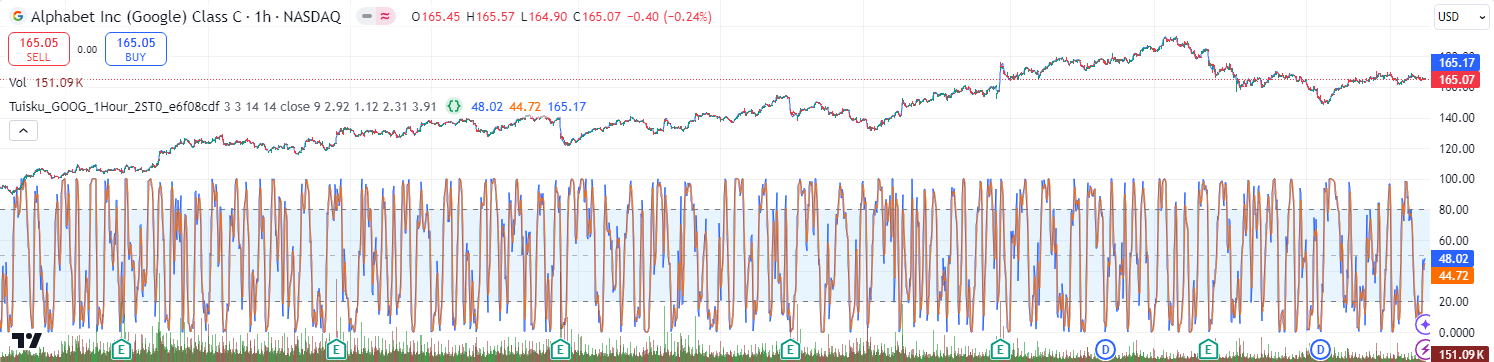 G Alphabet Inc (Google) Class C · 1h · NASDAQ O165.45 H165.57 L164.90 C165.07 −0.40 (−0.24%) USD
165.05 SELL 0.00 165.05 BUY
Vol 151.09 K
Tuisku_GOOG_1Hour_2ST0_e6f08cdf 3 3 14 14 close 9 2.92 1.12 2.31 3.91 {} 48.02 44.72 165.17
165.17
165.07
140.00
120.00
100.00
80.00
60.00
48.02
44.72
20.00
0.0000
E E E E E D E D
151.09 K